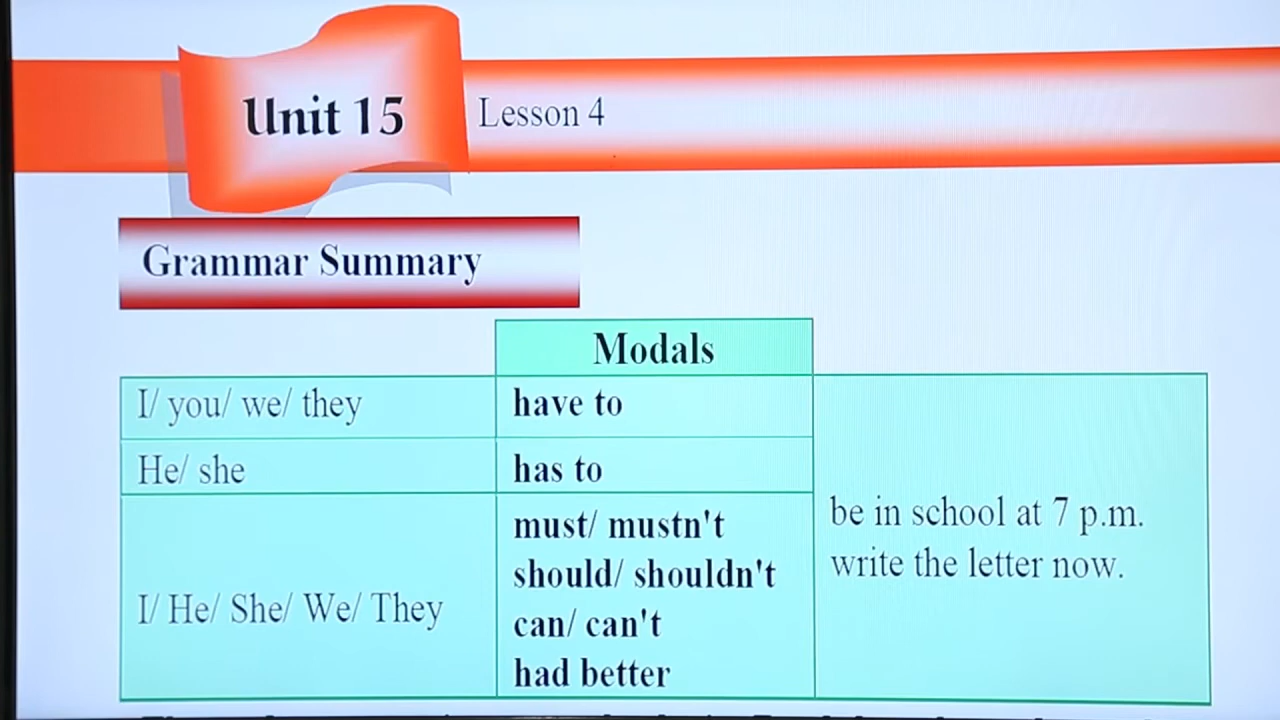 Unit 15
Lesson 4
Grammar Summary
Modals
I/ you/ we/ they have to
He/ she has to
must/ mustn't
should/ shouldn't
I/ He/ She/ We/ They
can/ can't
had better
be in school at 7 p.m.
write the letter now.